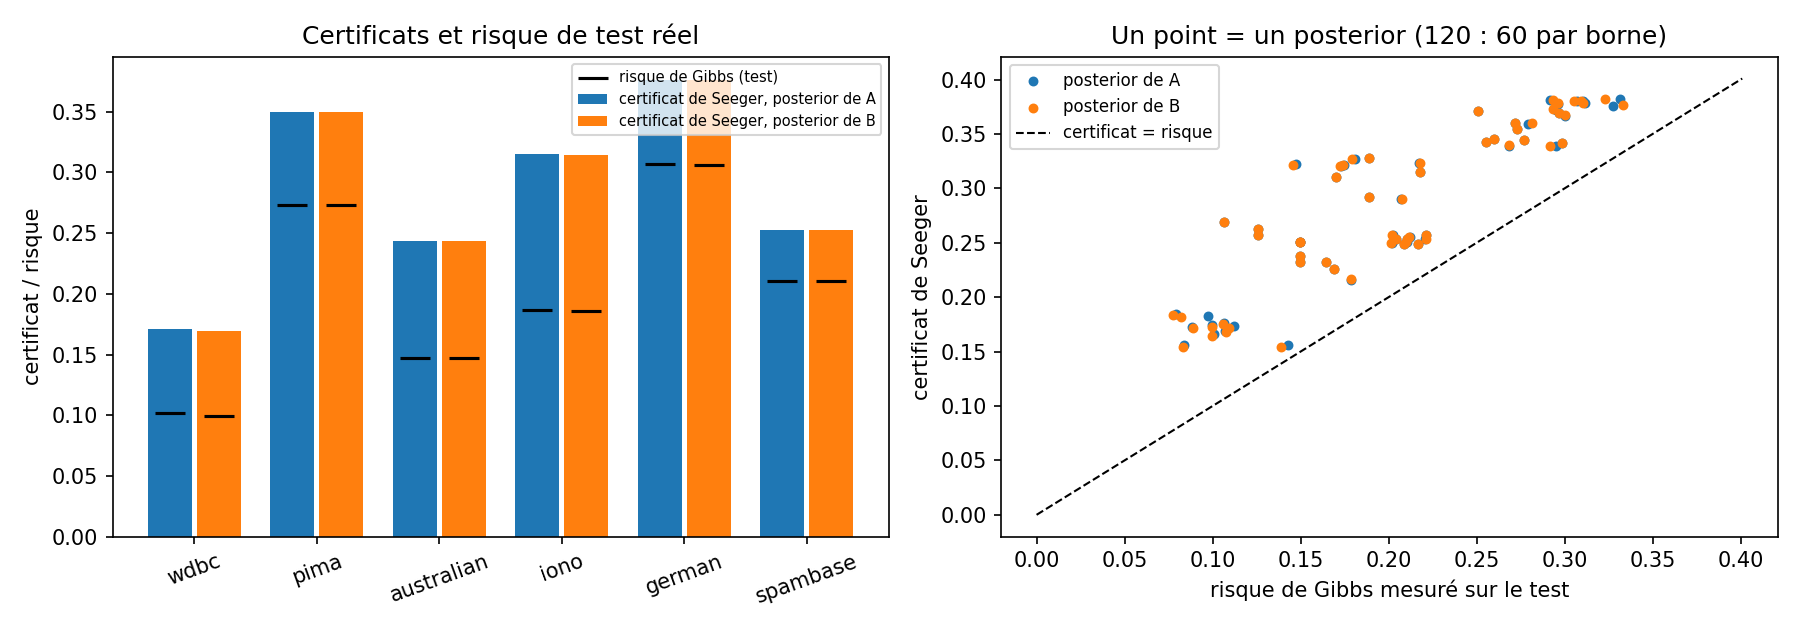 Certificats et risque de test réel
certificat / risque
0.35
0.30
0.25
0.20
0.15
0.10
0.05
0.00
risque de Gibbs (test)
certificat de Seeger, posterior de A
certificat de Seeger, posterior de B
wdbc
pima
australian
iono
german
spambase
Un point = un posterior (120 : 60 par borne)
certificat de Seeger
0.40
0.35
0.30
0.25
0.20
0.15
0.10
0.05
0.00
posterior de A
posterior de B
certificat = risque
0.00 0.05 0.10 0.15 0.20 0.25 0.30 0.35 0.40
risque de Gibbs mesuré sur le test